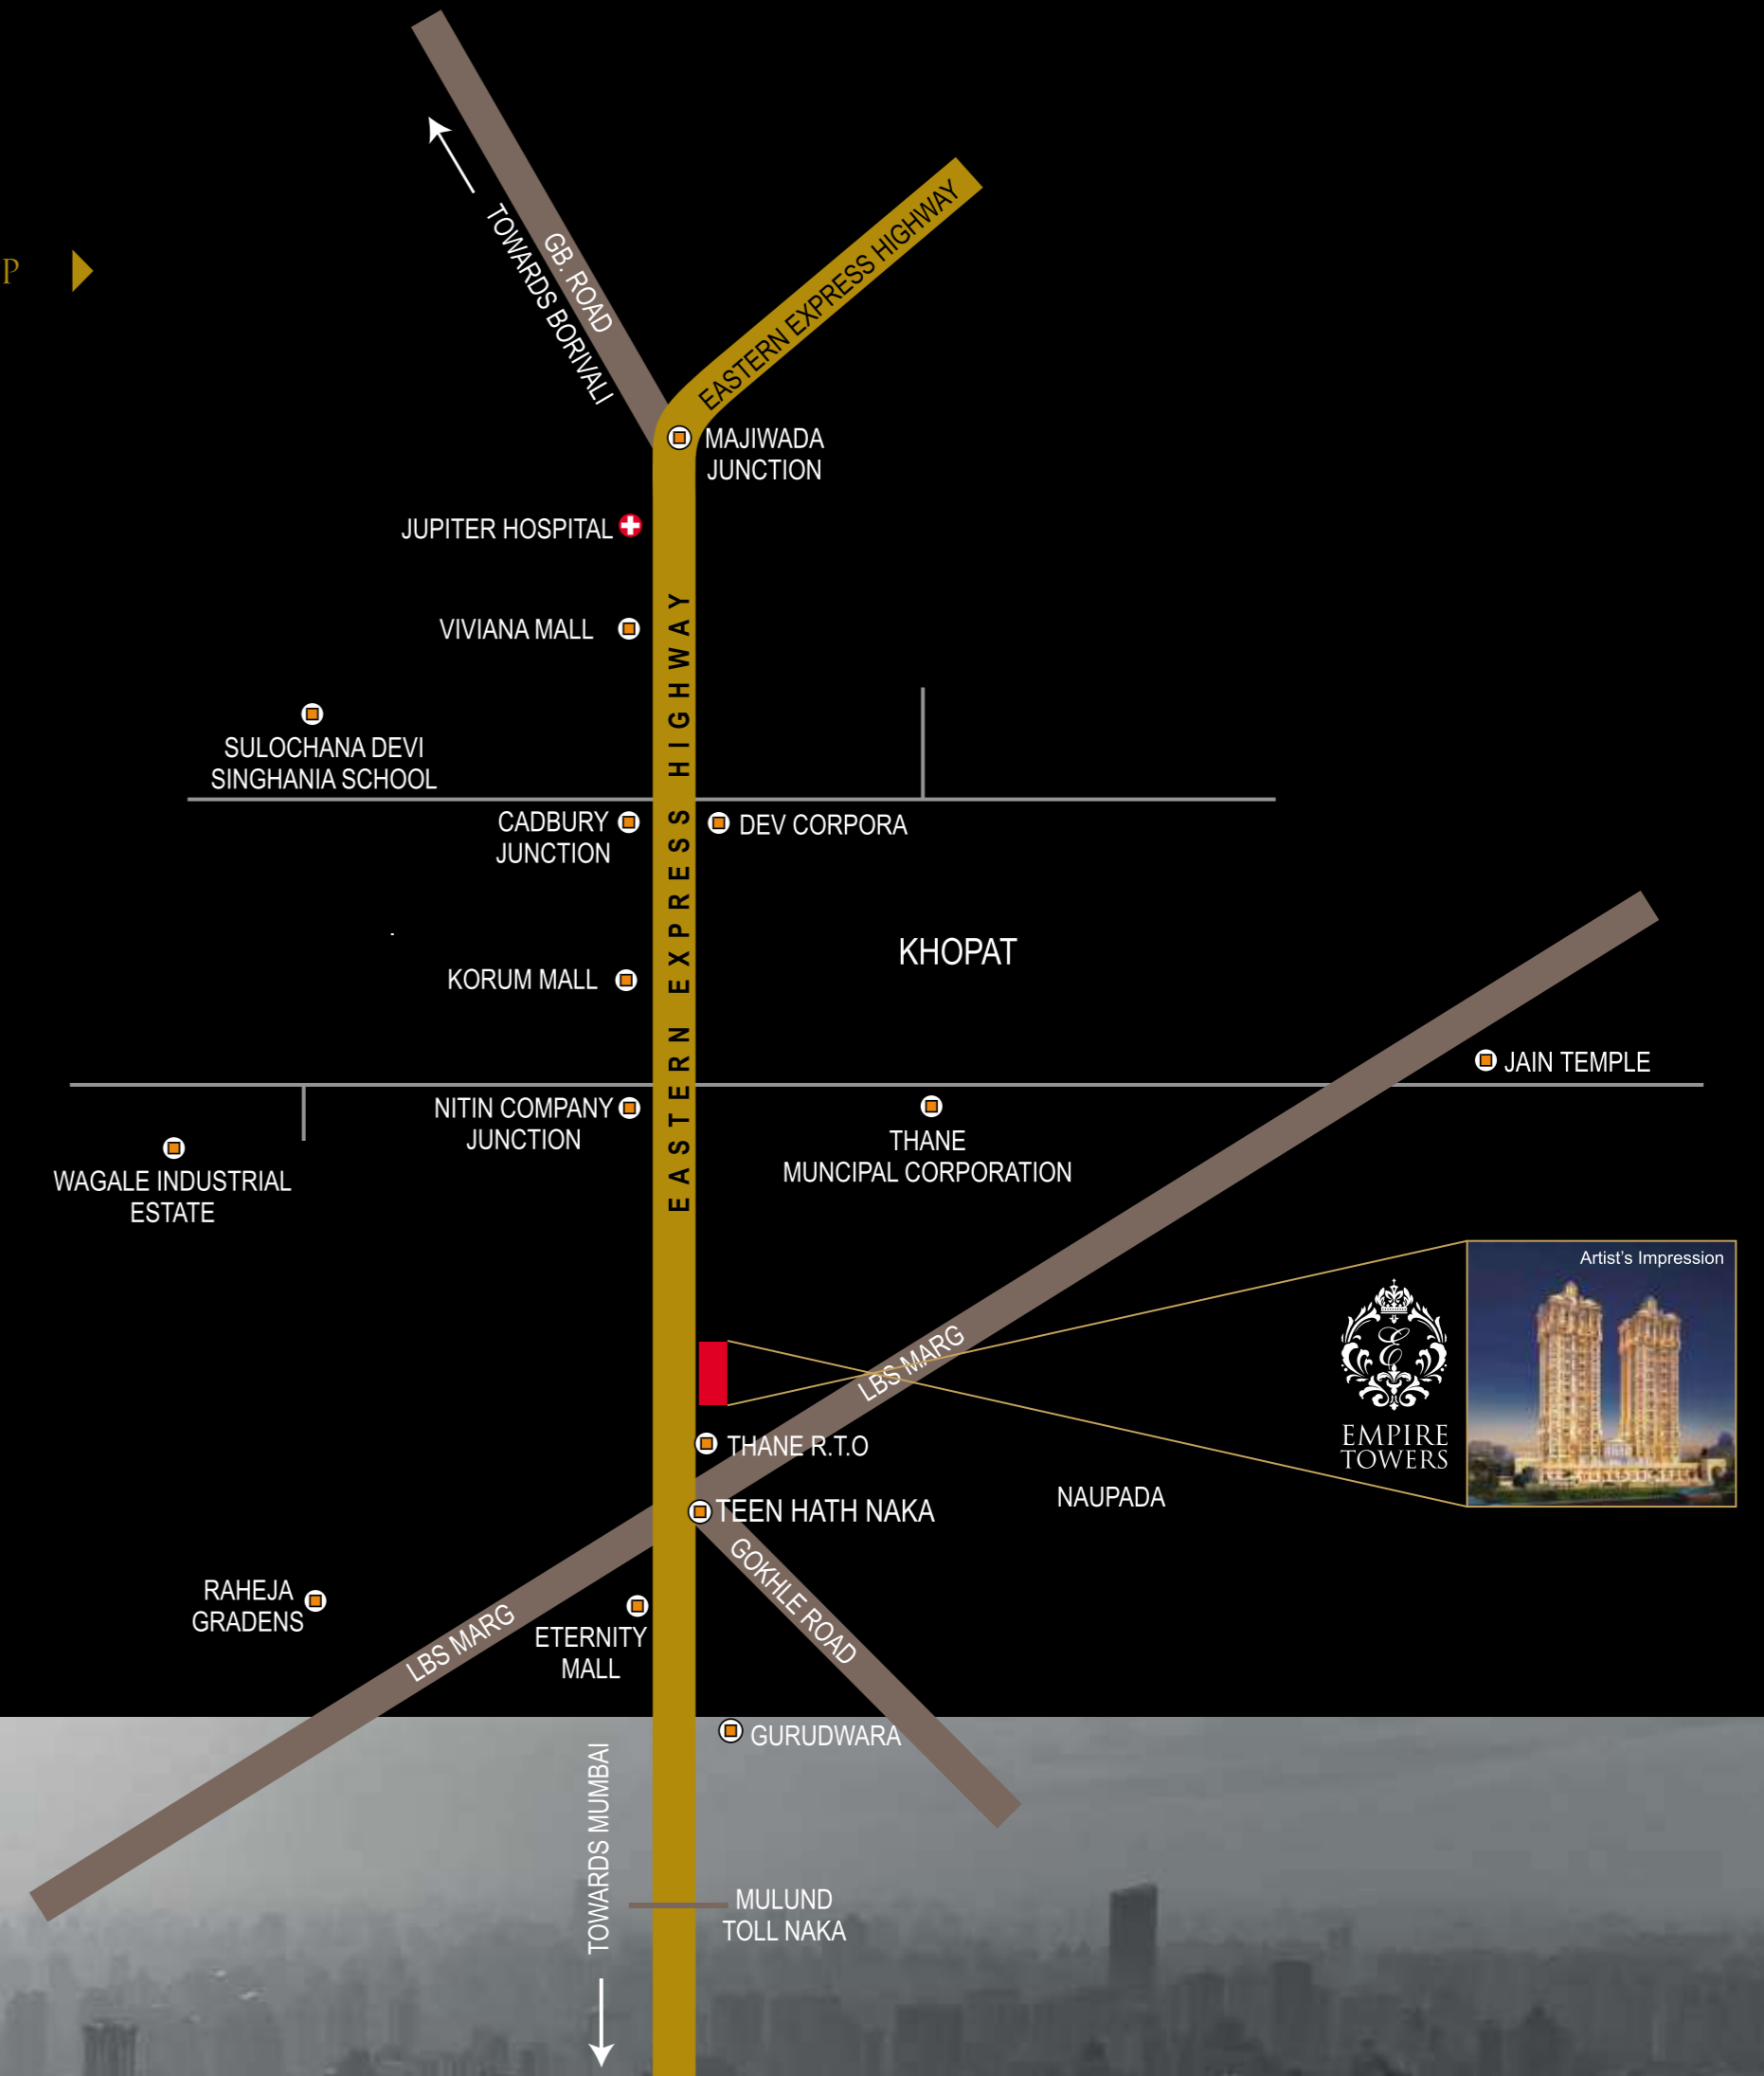 TOWARDS BORIVALI
GB. ROAD
EASTERN EXPRESS HIGHWAY
P
MAJIWADA
JUNCTION
JUPITER HOSPITAL
VIVIANA MALL
EASTERN EXPRESS HIGHWAY
SULOCHANA DEVI
SINGHANIA SCHOOL
CADBURY
JUNCTION
DEV CORPORA
KHOPAT
KORUM MALL
JAIN TEMPLE
NITIN COMPANY
JUNCTION
THANE
MUNCIPAL CORPORATION
WAGALE INDUSTRIAL
ESTATE
Artist's Impression
E
EMPIRE
TOWERS
LBS MARG
THANE R.T.O
NAUPADA
TEEN HATH NAKA
GOKHLE ROAD
RAHEJA
GRADENS
LBS MARG
ETERNITY
MALL
GURUDWARA
TOWARDS MUMBAI
MULUND
TOLL NAKA